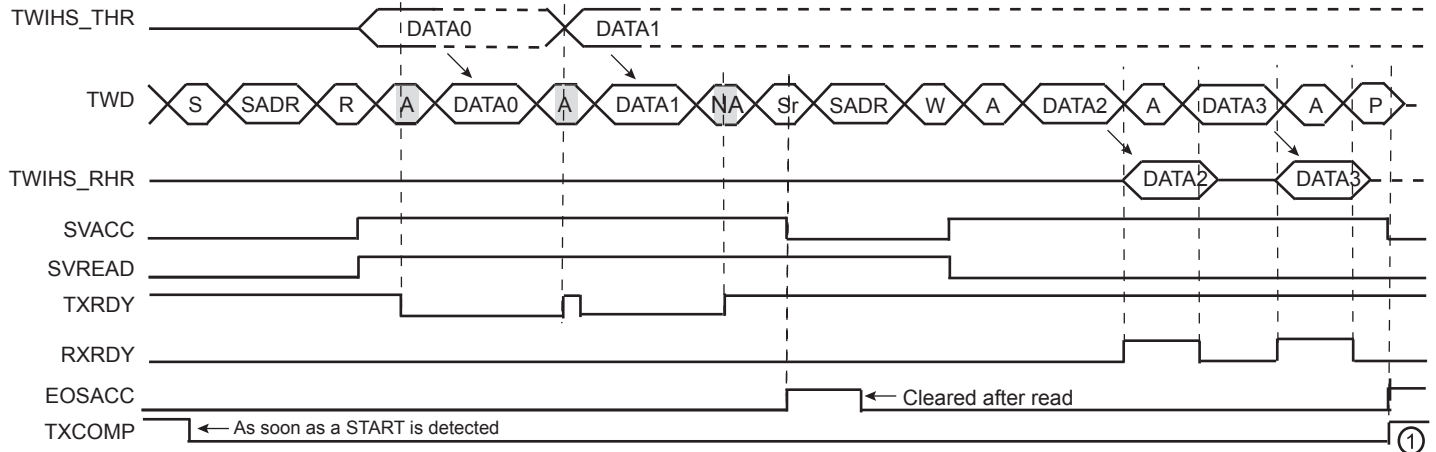 TWIHS_THR DATA0 DATA1
TWD S SADR R A DATA0 A DATA1 NA Sr SADR W A DATA2 A DATA3 A P
TWIHS_RHR DATA2 DATA3
SVACC
SVREAD
TXRDY
RXRDY
EOSACC Cleared after read
TXCOMP As soon as a START is detected 1